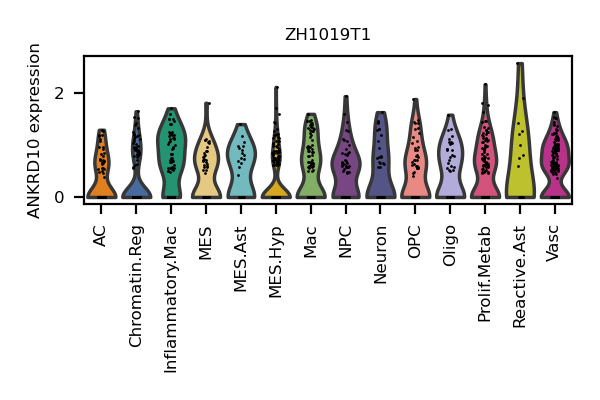 ZH1019T1
ANKRD10 expression
2
0
AC
Chromatin.Reg
Inflammatory.Mac
MES
MES.Ast
MES.Hyp
Mac
NPC
Neuron
OPC
Oligo
Prolif.Metab
Reactive.Ast
Vasc